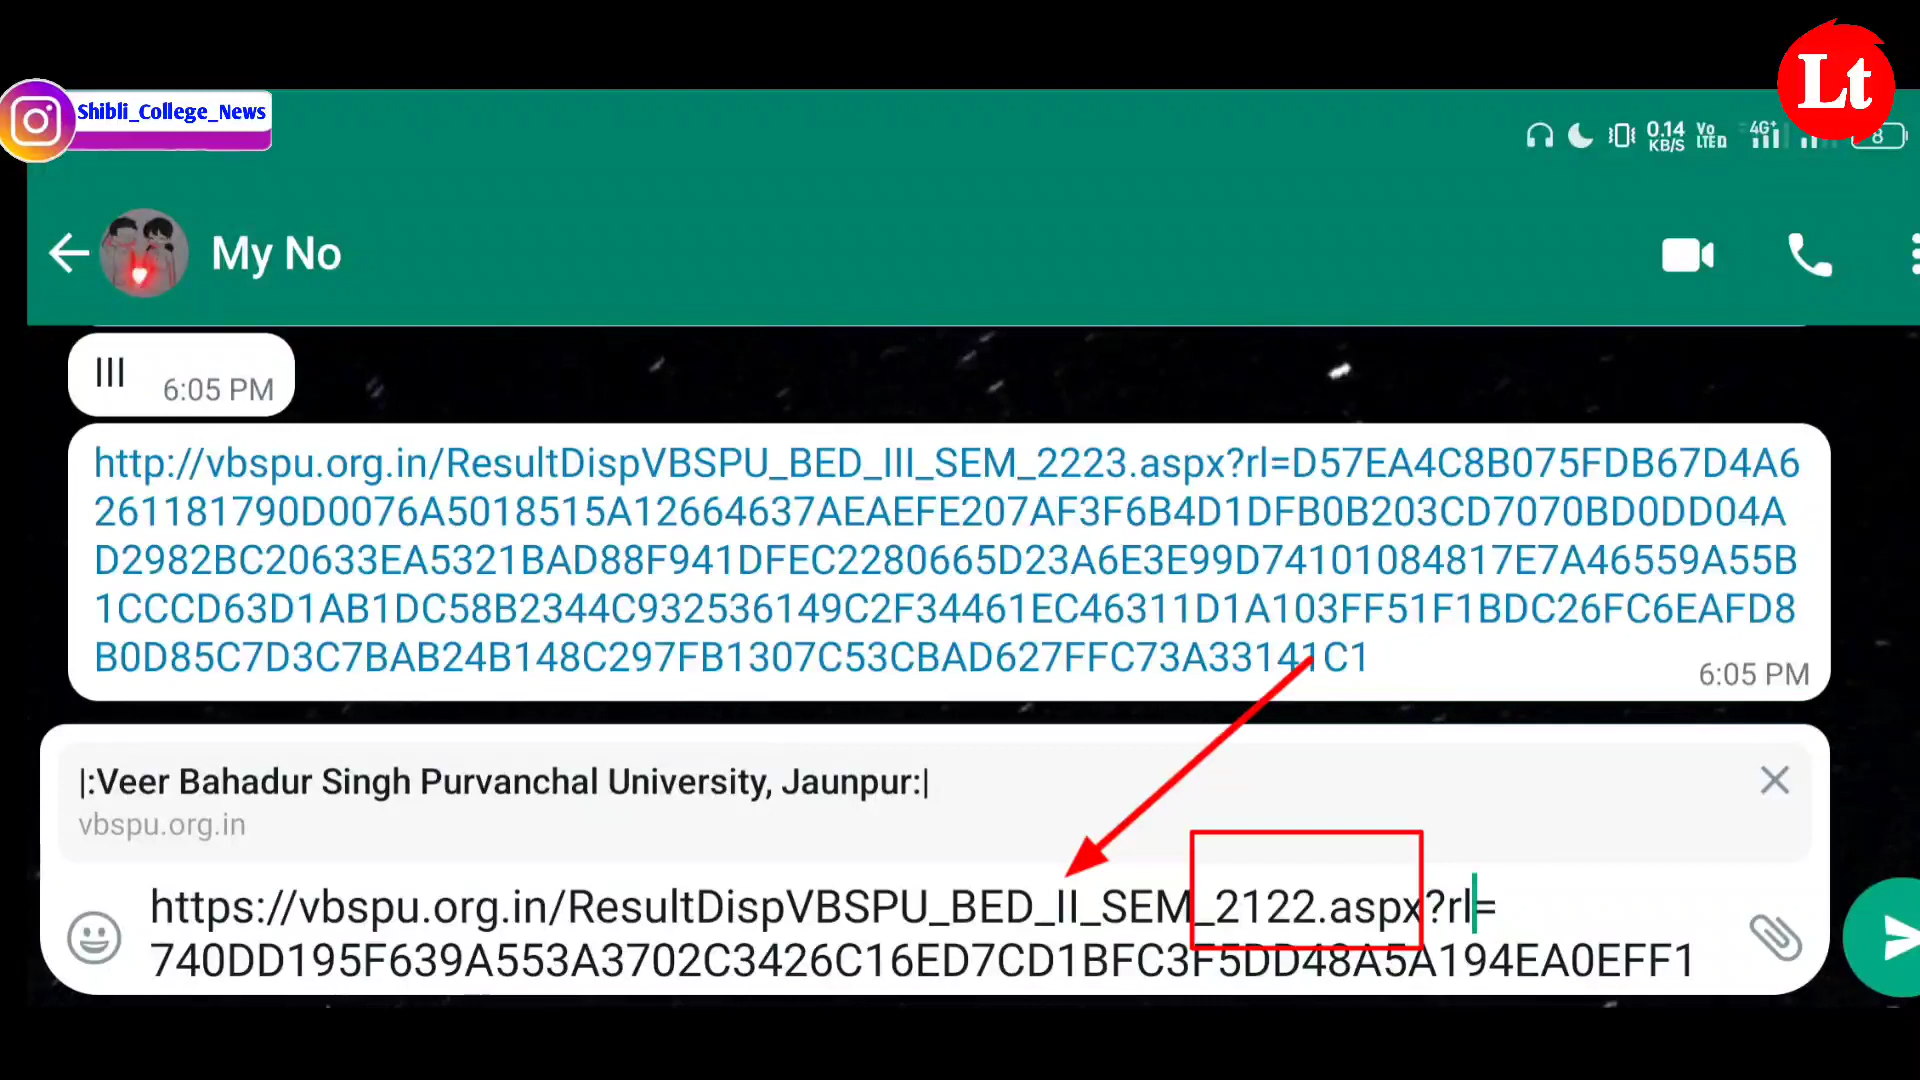 Lt
Shibli_College_News
0.14
KB/S
Vo
LTE
4G+
8
My No
III
6:05 PM
http://vbspu.org.in/ResultDispVBSPU_BED_III_SEM_2223.aspx?rl=D57EA4C8B075FDB67D4A6
261181790D0076A5018515A12664637AEAEFE207AF3F6B4D1DFB0B203CD7070BD0DD04A
D2982BC20633EA5321BAD88F941DFEC2280665D23A6E3E99D74101084817E7A46559A55B
1CCCD63D1AB1DC58B2344C932536149C2F34461EC46311D1A103FF51F1BDC26FC6EAFD8
B0D85C7D3C7BAB24B148C297FB1307C53CBAD627FFC73A33141C1
6:05 PM
|:Veer Bahadur Singh Purvanchal University, Jaunpur:|
vbspu.org.in
https://vbspu.org.in/ResultDispVBSPU_BED_II_SEM_2122.aspx?rl=
740DD195F639A553A3702C3426C16ED7CD1BFC3F5DD48A5A194EA0EFF1